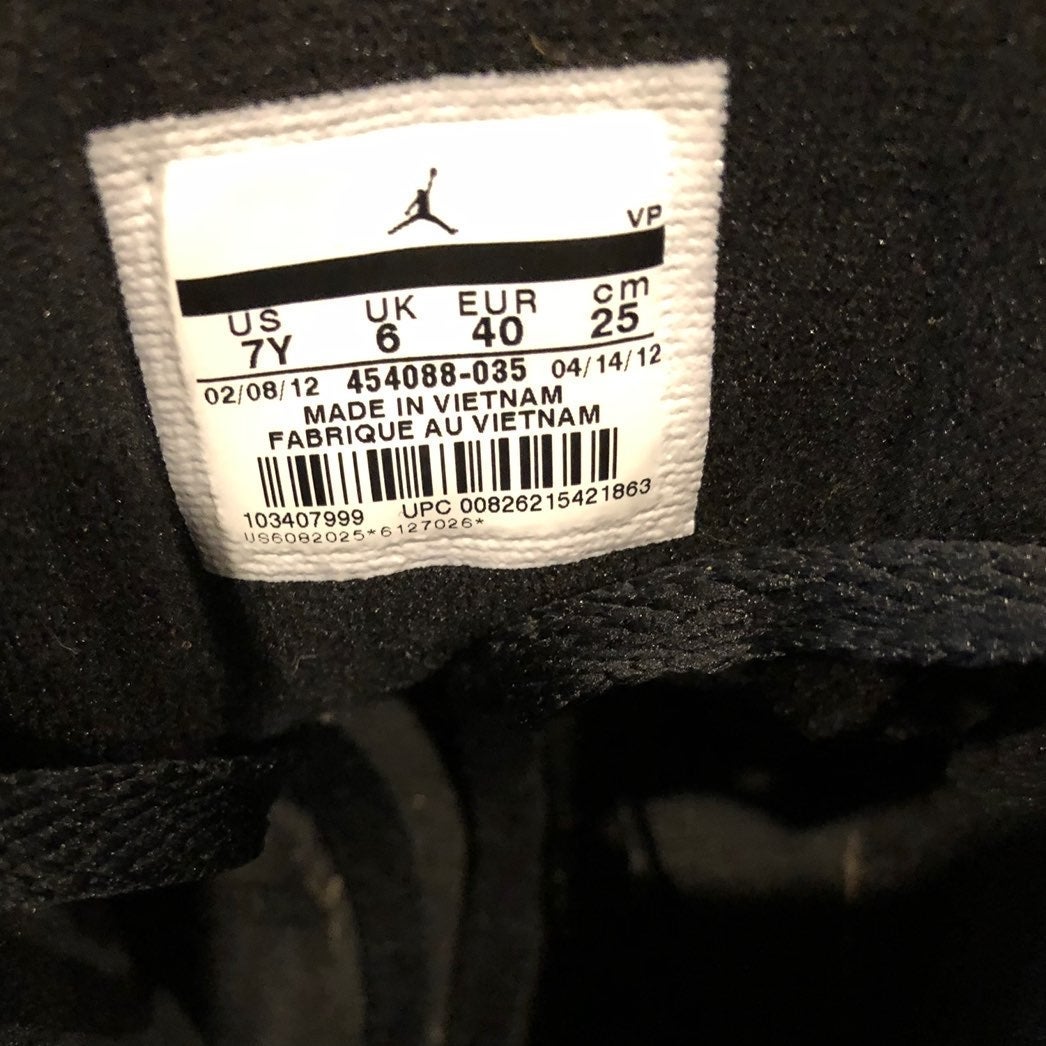 VP
US UK EUR cm
7Y 6 40 25
02/08/12 454088-035 04/14/12
MADE IN VIETNAM
FABRIQUE AU VIETNAM
103407999 UPC 00826215421863
US6082025*6127026*